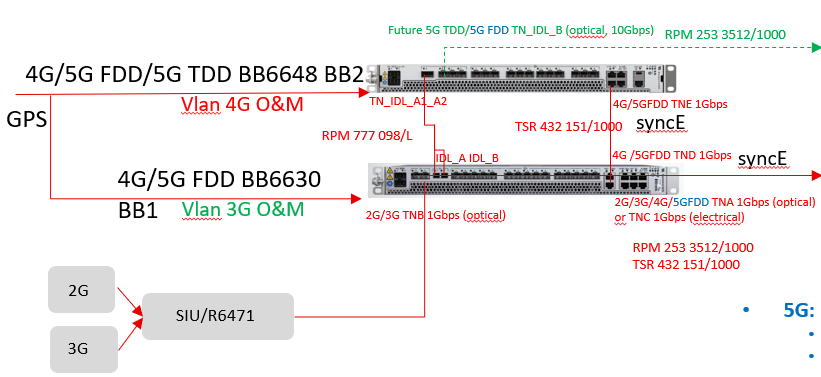 Future 5G TDD/5G FDD TN_IDL_B (optical, 10Gbps)
RPM 253 3512/1000
4G/5G FDD/5G TDD BB6648 BB2
Vlan 4G O&M
TN_IDL_A1_A2
4G/5GFDD TNE 1Gbps
GPS
RPM 777 098/L
TSR 432 151/1000
syncE
IDL_A IDL_B
4G /5GFDD TND 1Gbps
syncE
4G/5G FDD BB6630
BB1
Vlan 3G O&M
2G/3G TNB 1Gbps (optical)
2G/3G/4G/5GFDD TNA 1Gbps (optical)
or TNC 1Gbps (electrical)
RPM 253 3512/1000
TSR 432 151/1000
2G
SIU/R6471
3G
• 5G:
•
•